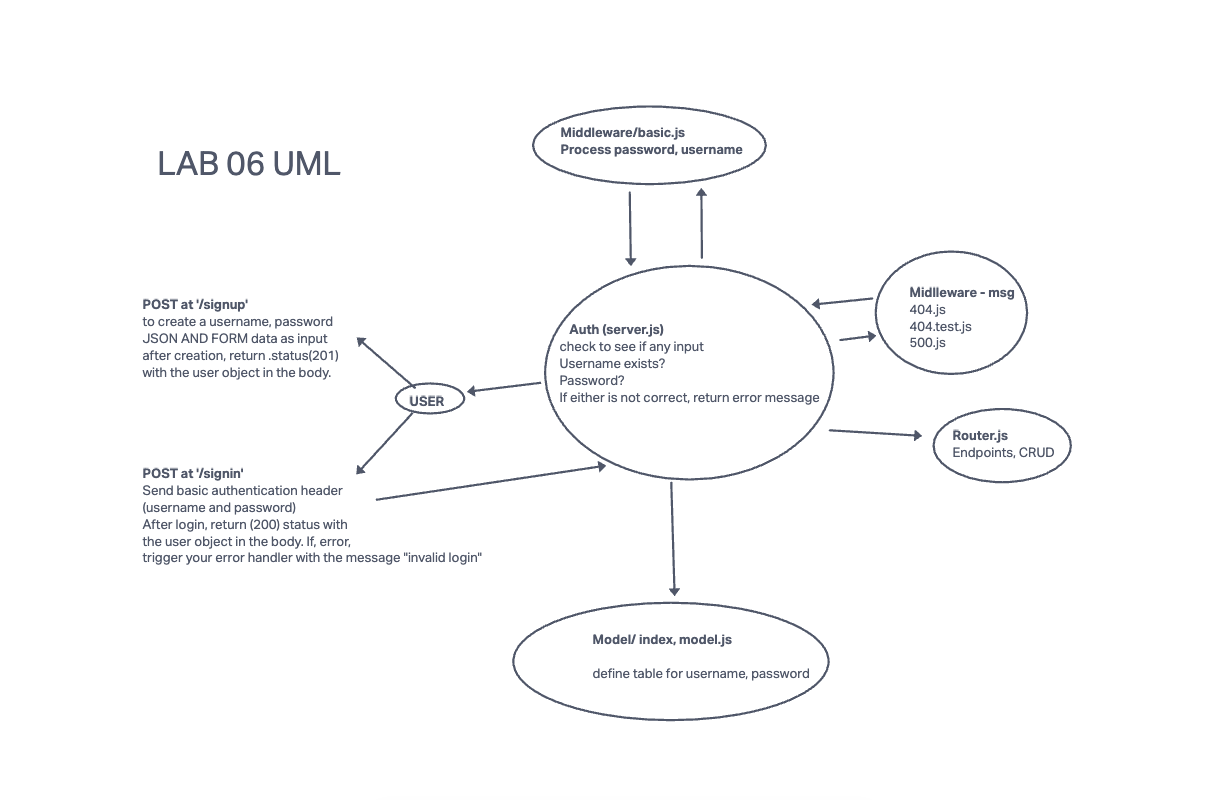 LAB 06 UML
Middleware/basic.js
Process password, username
Midlleware - msg
404.js
404.test.js
500.js
POST at '/signup'
to create a username, password
JSON AND FORM data as input
after creation, return .status(201)
with the user object in the body.
Auth (server.js)
check to see if any input
Username exists?
Password?
If either is not correct, return error message
USER
Router.js
Endpoints, CRUD
POST at '/signin'
Send basic authentication header
(username and password)
After login, return (200) status with
the user object in the body. If, error,
trigger your error handler with the message "invalid login"
Model/ index, model.js
define table for username, password